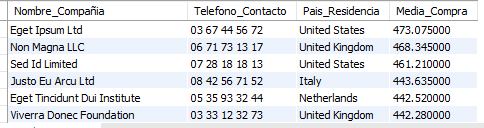 Nombre_Compañia Telefono_Contacto Pais_Residencia Media_Compra
Eget Ipsum Ltd 03 67 44 56 72 United States 473.075000
Non Magna LLC 06 71 73 13 17 United Kingdom 468.345000
Sed Id Limited 07 28 18 18 13 United States 461.210000
Justo Eu Arcu Ltd 08 42 56 71 52 Italy 443.635000
Eget Tincidunt Dui Institute 05 35 93 32 44 Netherlands 442.520000
Viverra Donec Foundation 03 33 12 32 73 United Kingdom 442.280000